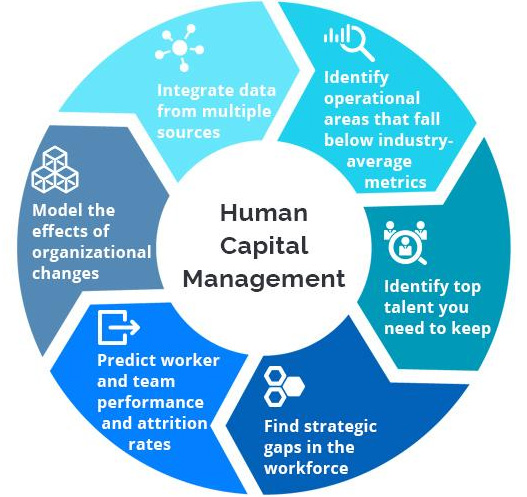 Integrate data
from multiple
sources
Identify
operational
areas that fall
below industry-
average
metrics
Identify top
talent you
need to keep
Find strategic
gaps in the
workforce
Predict worker
and team
performance
and attrition
rates
Model the
effects of
organizational
changes
Human
Capital
Management